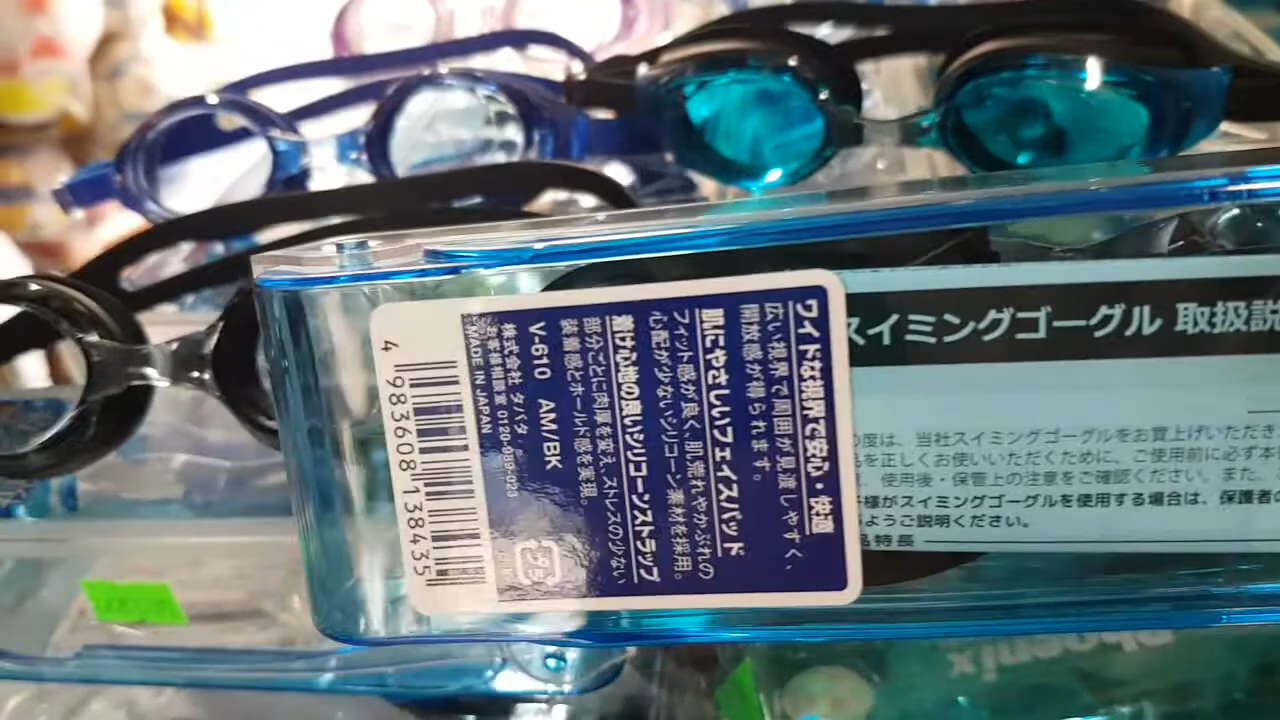 ワイドな視界で安心・快適
広い視界で周囲が見渡しやすく、
開放感が得られます。
肌にやさしいフェイスパッド
フィット感が良く、肌荒れやかぶれの
心配が少ないシリコーン素材を採用。
着け心地の良いシリコーンストラップ
部分ごとに肉厚を変え、ストレスの少ない
装着感とホールド感を実現。
V-610 AM/BK
株式会社 タバタ
お客様相談室 0120-989-023
MADE IN JAPAN
プラ
4 983608 138435
スイミングゴーグル 取扱説
の度は、当社スイミングゴーグルをお買上げいただき
を正しくお使いいただくために、ご使用前に必ず本
使用後・保管上の注意をご確認ください。また、
様がスイミングゴーグルを使用する場合は、保護者
ようご説明ください。
品特長
Phoenix